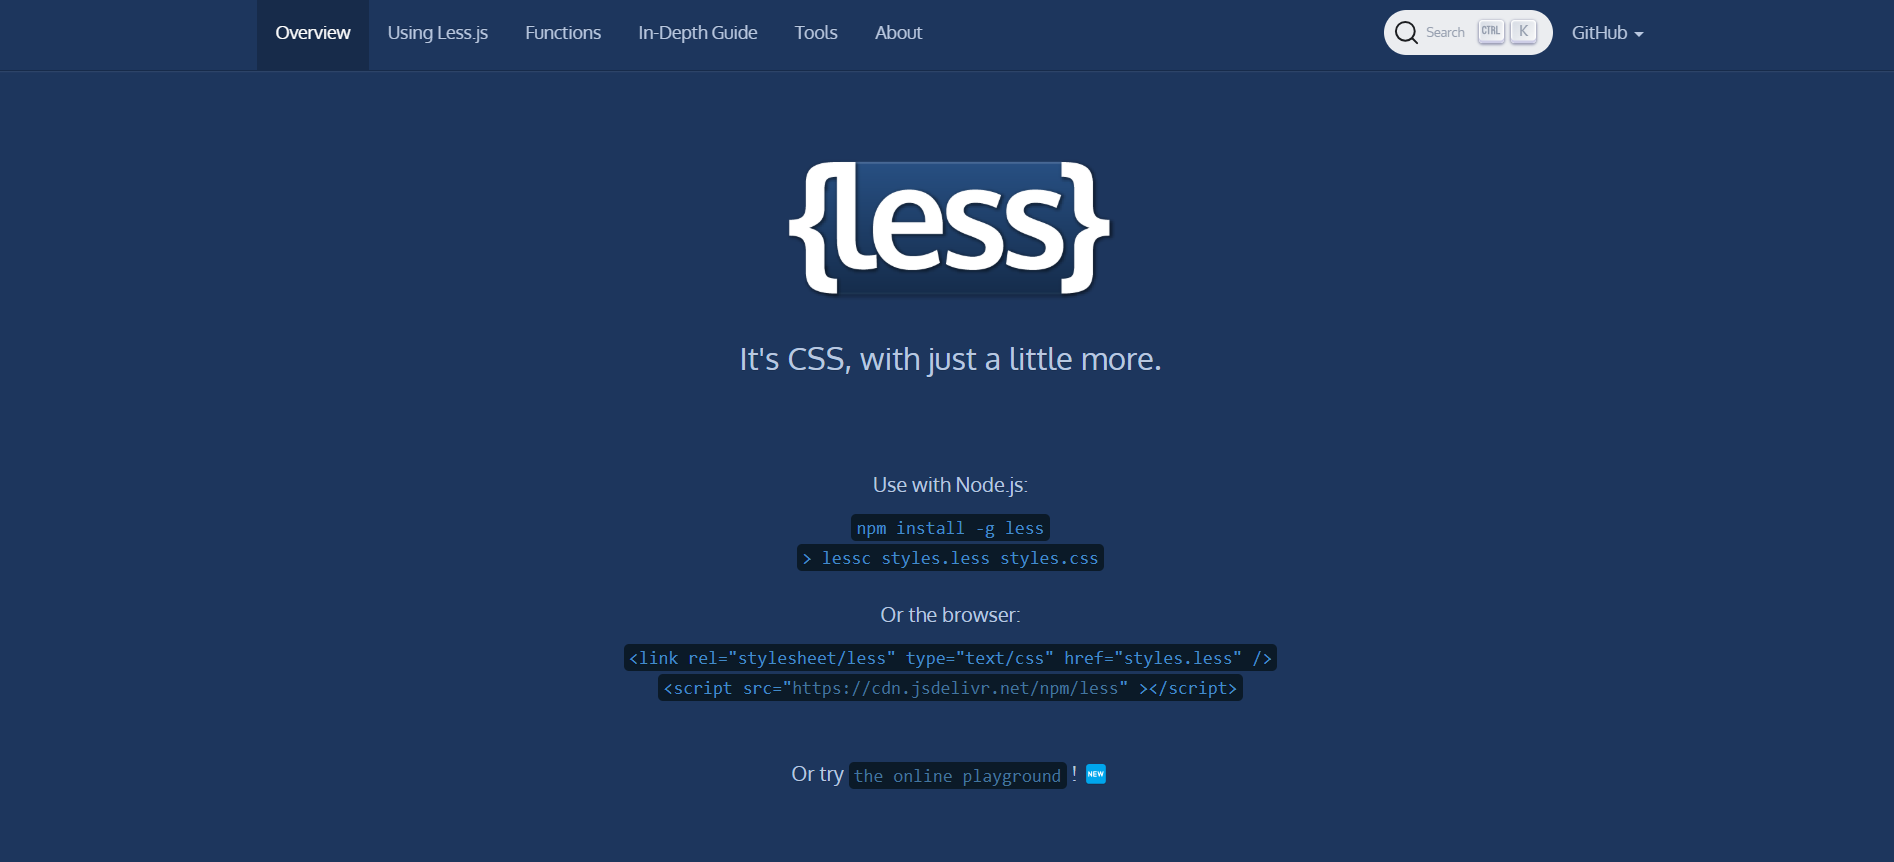 Overview Using Less.js Functions In-Depth Guide Tools About Search CTRL K GitHub
{less}
It's CSS, with just a little more.
Use with Node.js:
npm install -g less
> lessc styles.less styles.css
Or the browser:
<link rel="stylesheet/less" type="text/css" href="styles.less" />
<script src="https://cdn.jsdelivr.net/npm/less" ></script>
Or try the online playground ! NEW